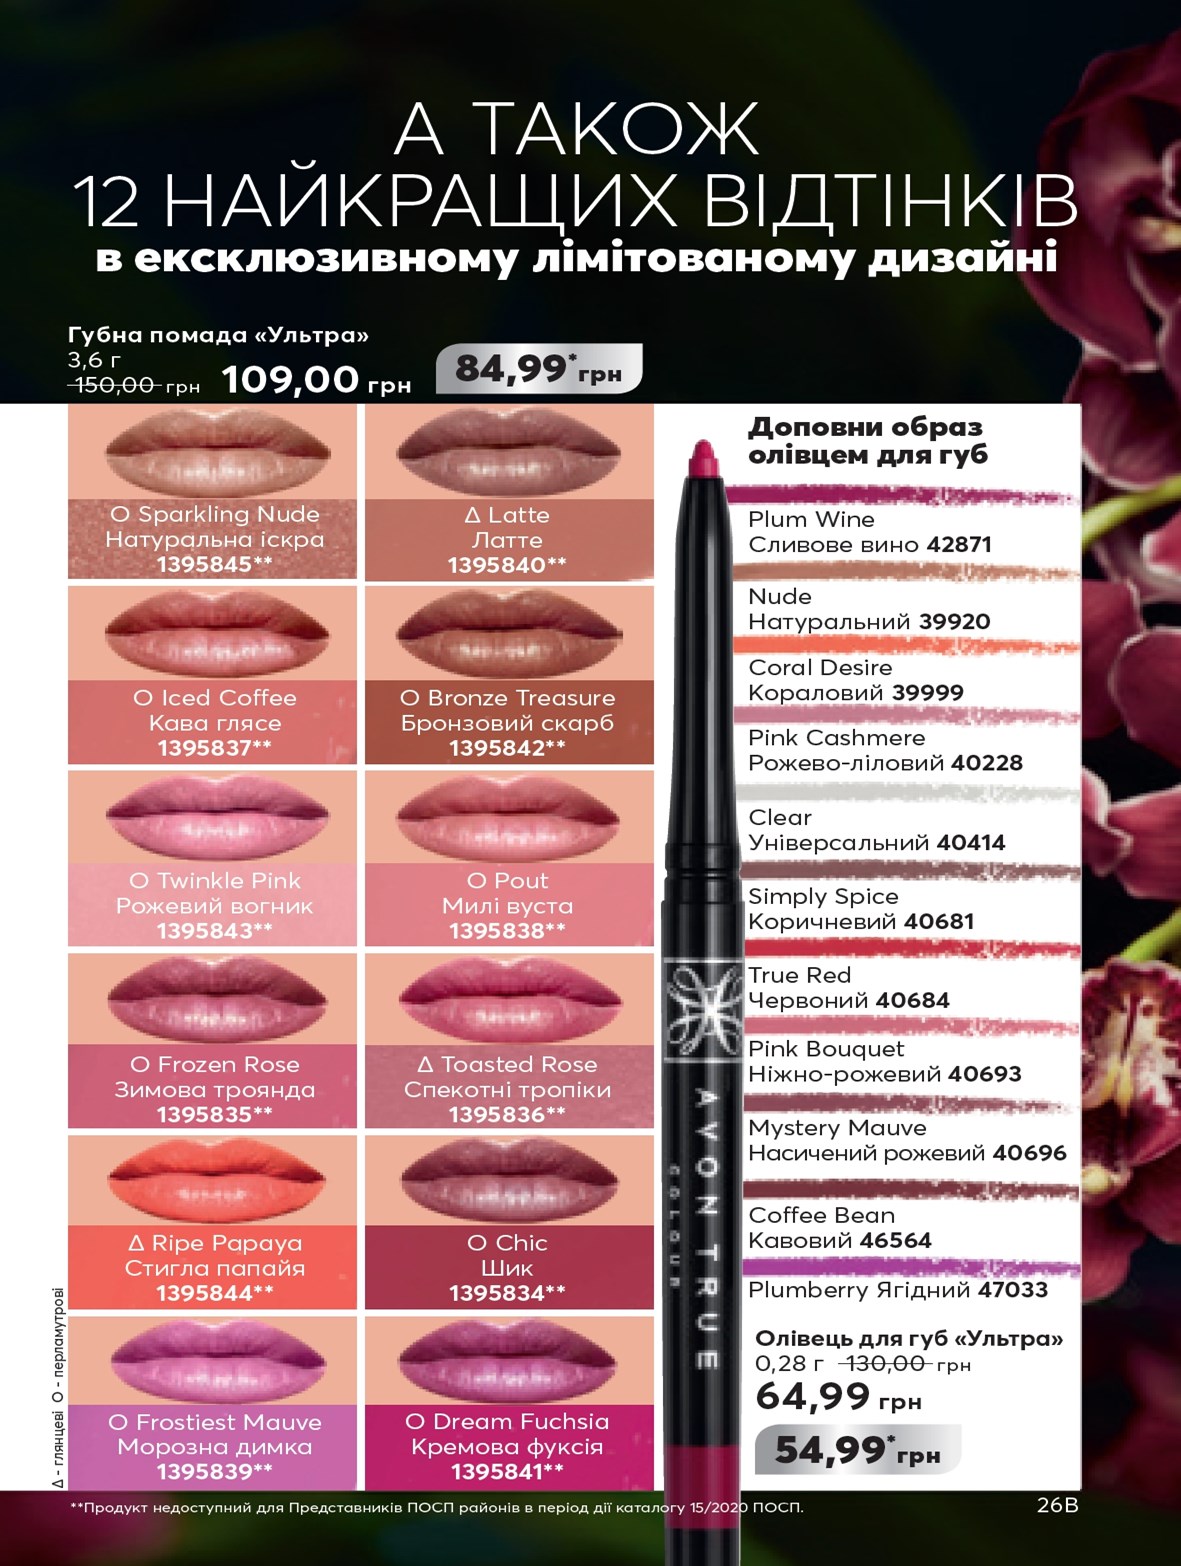 А ТАКОЖ
12 НАЙКРАЩИХ ВІДТІНКІВ
в ексклюзивному лімітованому дизайні
Губна помада «Ультра»
3,6 г
150,00 грн 109,00 грн 84,99* грн
О Sparkling Nude
Натуральна іскра
1395845**
Δ Latte
Латте
1395840**
О Iced Coffee
Кава глясе
1395837**
О Bronze Treasure
Бронзовий скарб
1395842**
О Twinkle Pink
Рожевий вогник
1395843**
О Pout
Милі вуста
1395838**
О Frozen Rose
Зимова троянда
1395835**
Δ Toasted Rose
Спекотні тропіки
1395836**
Δ Ripe Papaya
Стигла папайя
1395844**
О Chic
Шик
1395834**
О Frostiest Mauve
Морозна димка
1395839**
О Dream Fuchsia
Кремова фуксія
1395841**
Δ - глянцеві О - перламутрові
AVON TRUE
COLOUR
Доповни образ
олівцем для губ
Plum Wine
Сливове вино 42871
Nude
Натуральний 39920
Coral Desire
Кораловий 39999
Pink Cashmere
Рожево-ліловий 40228
Clear
Універсальний 40414
Simply Spice
Коричневий 40681
True Red
Червоний 40684
Pink Bouquet
Ніжно-рожевий 40693
Mystery Mauve
Насичений рожевий 40696
Coffee Bean
Кавовий 46564
Plumberry Ягідний 47033
Олівець для губ «Ультра»
0,28 г 130,00 грн
64,99 грн
54,99* грн
**Продукт недоступний для Представників ПОСП районів в період дії каталогу 15/2020 ПОСП.
26B